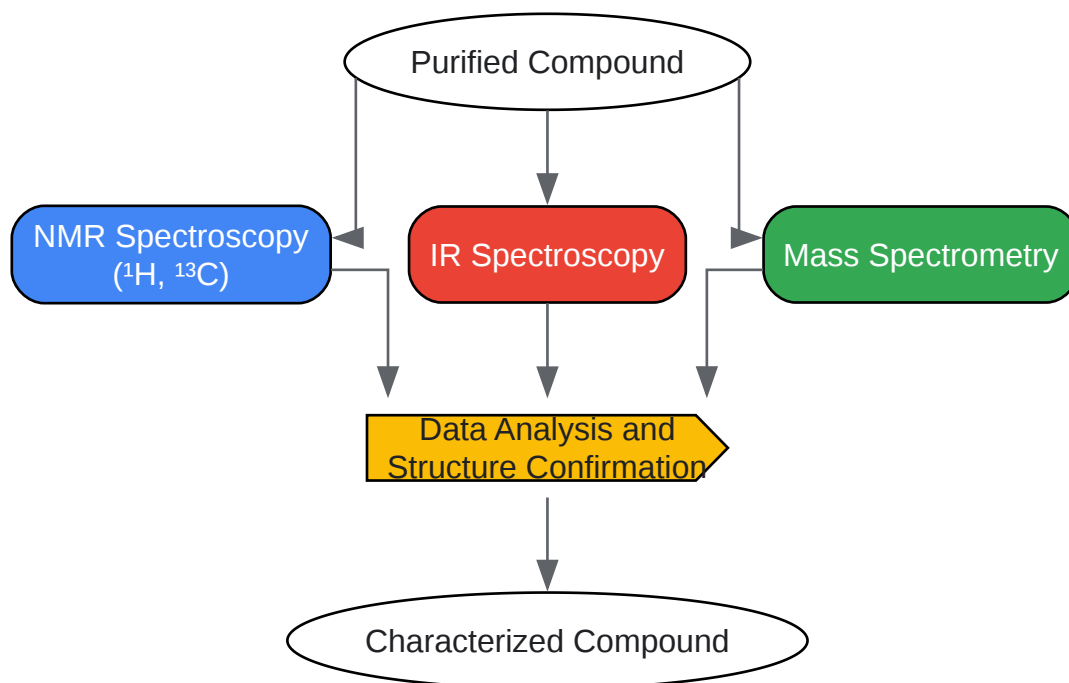 Purified Compound
NMR Spectroscopy
(¹H, ¹³C)
IR Spectroscopy
Mass Spectrometry
Data Analysis and
Structure Confirmation
Characterized Compound